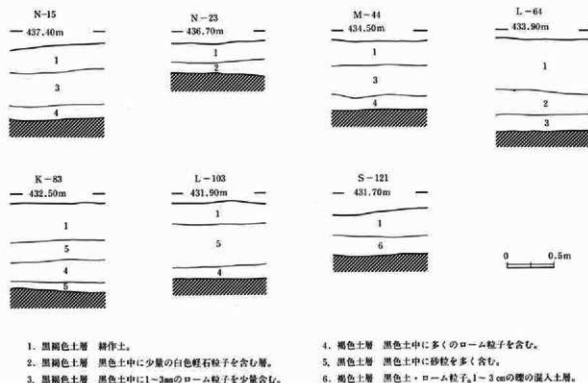 N-15
437.40m
1
3
4
N-23
436.70m
1
2
M-44
434.50m
1
3
4
L-64
433.90m
1
2
3
K-83
432.50m
1
5
4
5
L-103
431.90m
1
5
4
S-121
431.70m
1
6
0 0.5m
1. 黒褐色土層 耕作土。
2. 黒褐色土層 黒色土中に少量の白色軽石粒子を含む層。
3. 黒褐色土層 黒色土中に1~3mmのローム粒子を少量含む。
4. 褐色土層 黒色土中に多くのローム粒子を含む。
5. 黒色土層 黒色土中に砂粒を多く含む。
6. 褐色土層 黒色土・ローム粒子。1~3cmの礫の混入土層。